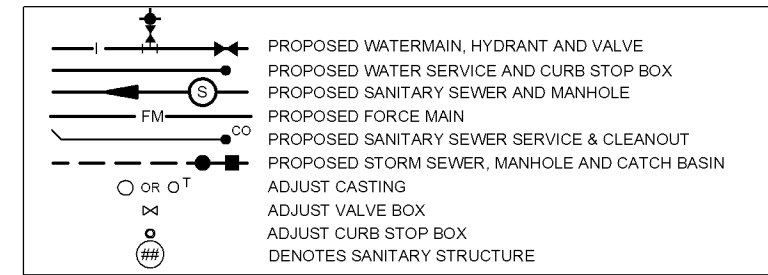 I PROPOSED WATERMAIN, HYDRANT AND VALVE
PROPOSED WATER SERVICE AND CURB STOP BOX
S PROPOSED SANITARY SEWER AND MANHOLE
FM PROPOSED FORCE MAIN
CO PROPOSED SANITARY SEWER SERVICE & CLEANOUT
PROPOSED STORM SEWER, MANHOLE AND CATCH BASIN
OR T ADJUST CASTING
ADJUST VALVE BOX
ADJUST CURB STOP BOX
## DENOTES SANITARY STRUCTURE